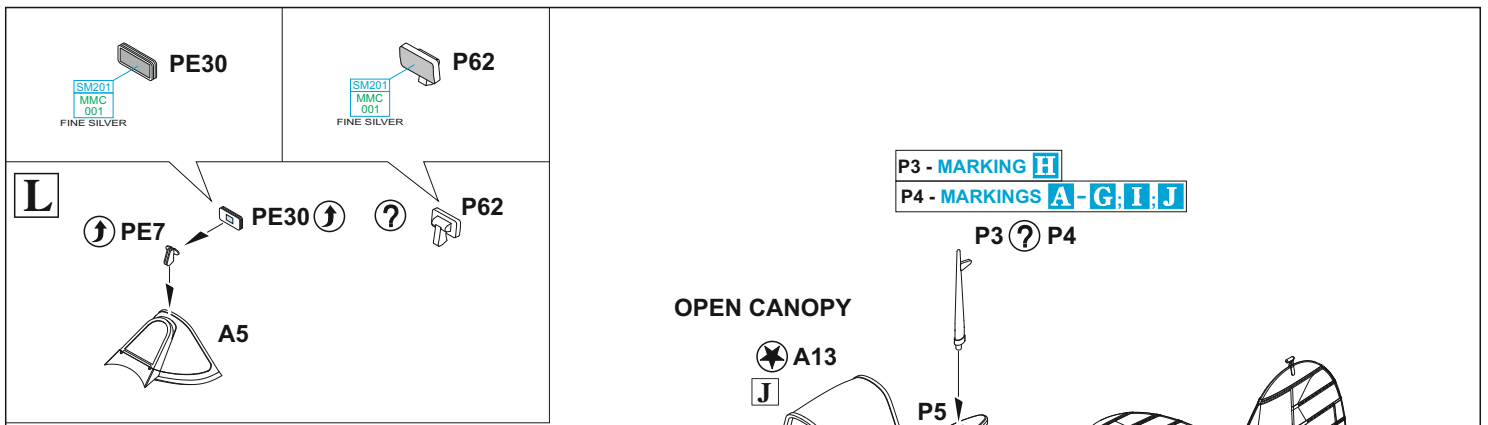 PE30
SM201
MMC
001
FINE SILVER
P62
SM201
MMC
001
FINE SILVER
L
PE7
PE30
?
P62
A5
P3 - MARKING H
P4 - MARKINGS A - G; I; J
P3 ? P4
OPEN CANOPY
A13
J
P5